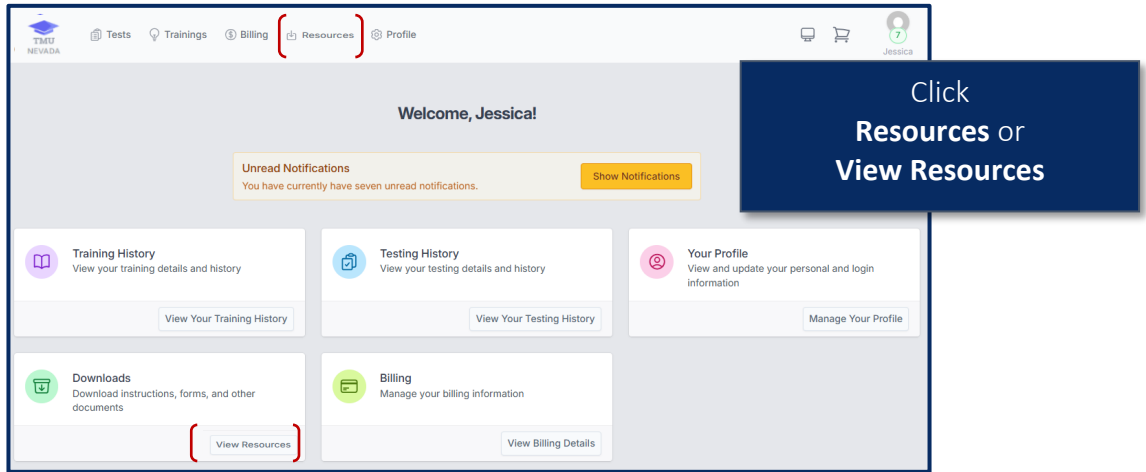 TMU
NEVADA
Tests Trainings Billing Resources Profile
7
Jessica
Click
Resources or
View Resources
Welcome, Jessica!
Unread Notifications
You have currently have seven unread notifications.
Show Notifications
Training History
View your training details and history
View Your Training History
Testing History
View your testing details and history
View Your Testing History
Your Profile
View and update your personal and login
information
Manage Your Profile
Downloads
Download instructions, forms, and other
documents
View Resources
Billing
Manage your billing information
View Billing Details